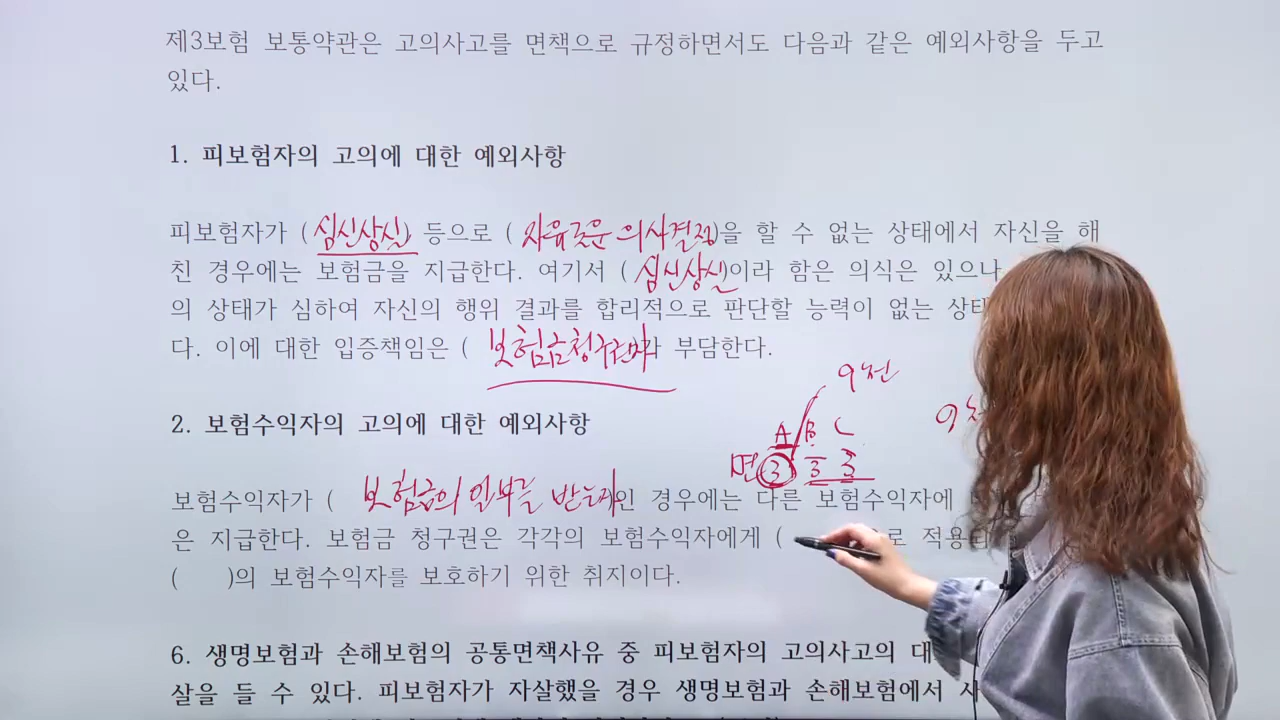 제3보험 보통약관은 고의사고를 면책으로 규정하면서도 다음과 같은 예외사항을 두고
있다.
1. 피보험자의 고의에 대한 예외사항
피보험자가 ( 심신상실) 등으로 ( 자유로운 의사결정)을 할 수 없는 상태에서 자신을 해
친 경우에는 보험금을 지급한다. 여기서 ( 심신상실)이라 함은 의식은 있으나
의 상태가 심하여 자신의 행위 결과를 합리적으로 판단할 능력이 없는
다. 이에 대한 입증책임은 ( 보험금청구권자가 부담한다.
9천
9천
A B C
면 3 3 3
2. 보험수익자의 고의에 대한 예외사항
보험수익자가 ( 보험금의 일부를 받는자인 경우에는 다른 보험수익자에
은 지급한다. 보험금 청구권은 각각의 보험수익자에게 ( 로 적용되
( )의 보험수익자를 보호하기 위한 취지이다.
6. 생명보험과 손해보험의 공통면책사유 중 피보험자의 고의사고의 대
살을 들 수 있다. 피보험자가 자살했을 경우 생명보험과 손해보험에서